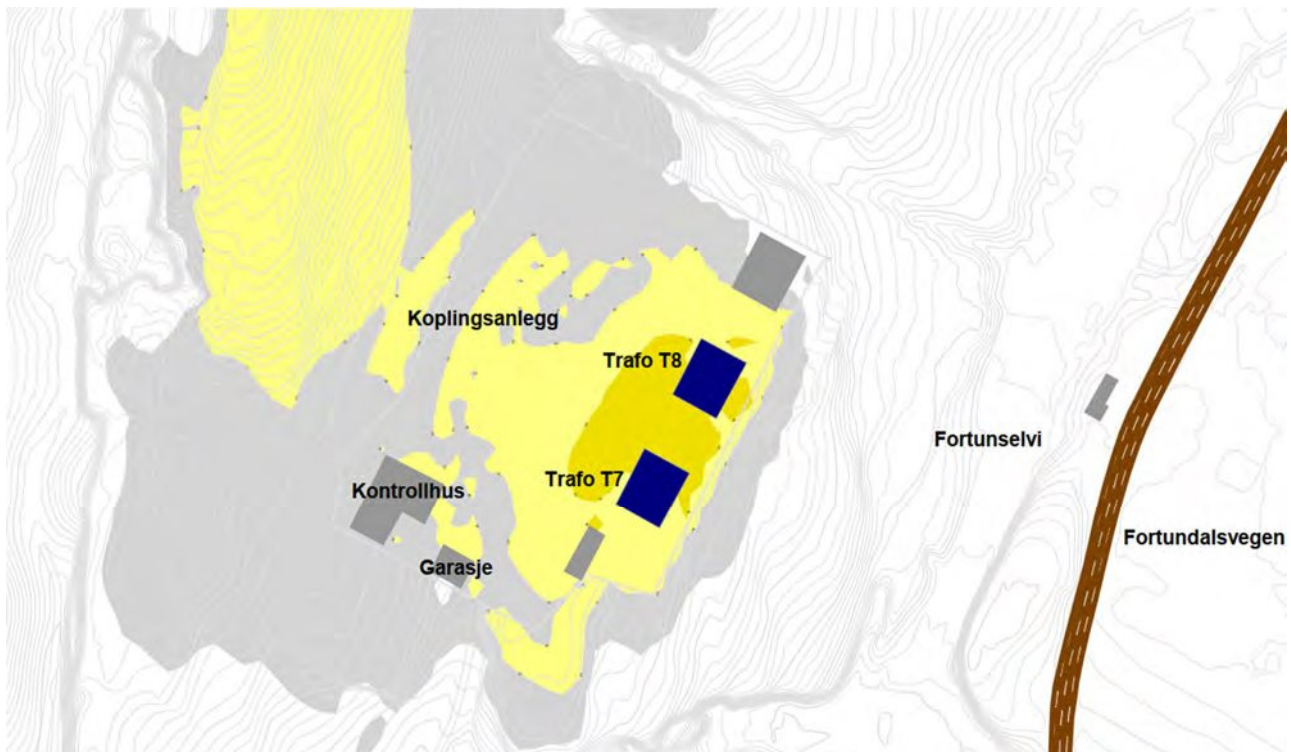 Koplingsanlegg
Trafo T8
Fortunselvi
Trafo T7
Kontrollhus
Fortundalsvegen
Garasje